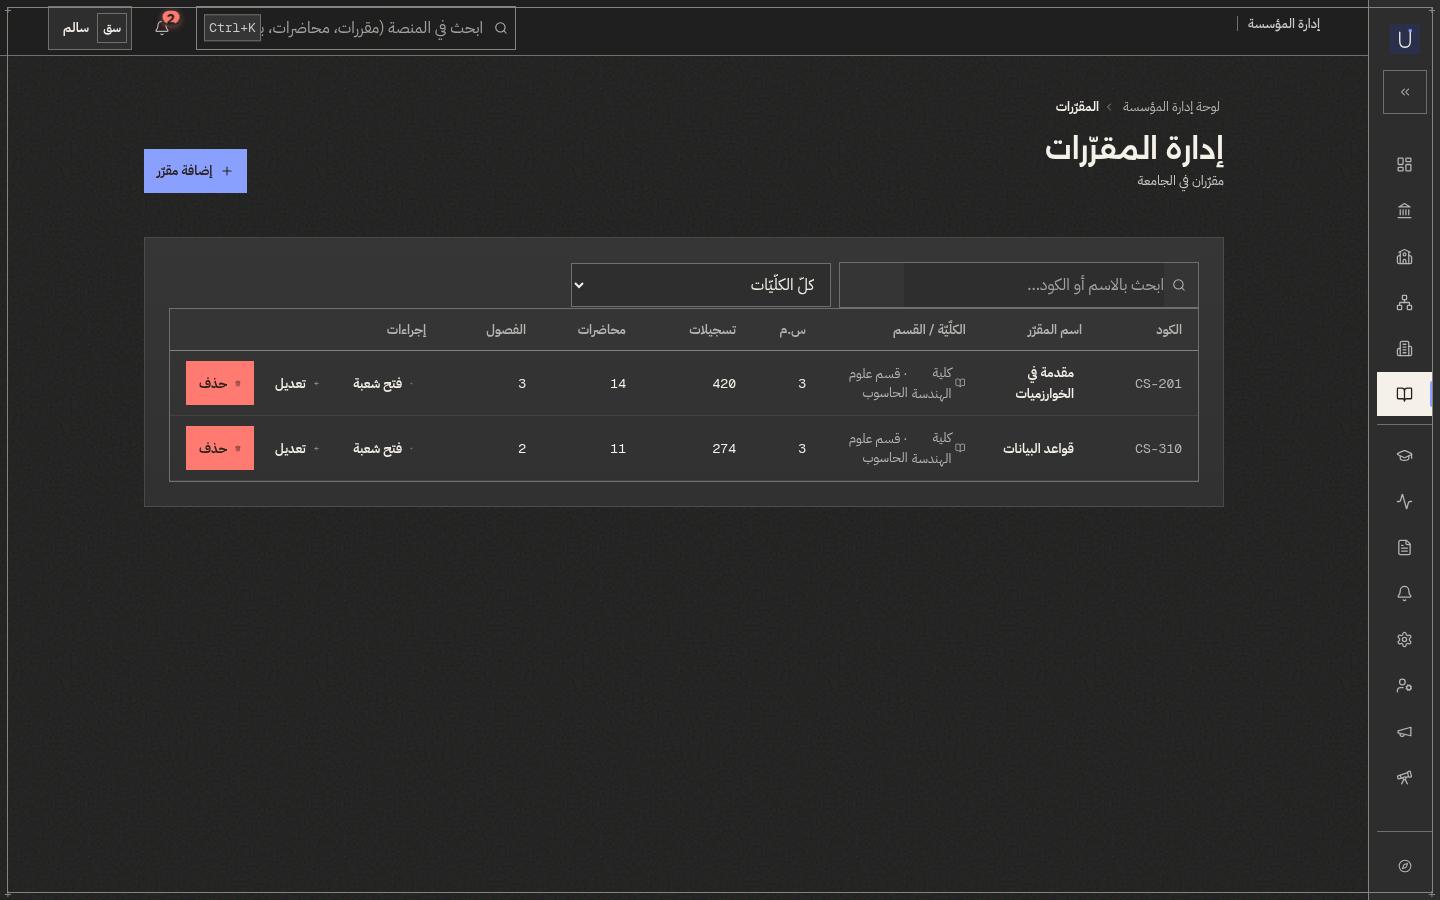 إدارة المؤسسة
ابحث في المنصة (مقررات، محاضرات، ب
Ctrl+K
2
سق
سالم
لوحة إدارة المؤسسة
المقرّرات
إدارة المقرّرات
مقرّران في الجامعة
إضافة مقرّر
ابحث بالاسم أو الكود...
كلّ الكلّيّات
الكود
اسم المقرّر
الكلّيّة / القسم
س.م
تسجيلات
محاضرات
الفصول
إجراءات
CS-201
مقدمة في
الخوارزميات
كلية
الهندسة
· قسم علوم
الحاسوب
3
420
14
3
فتح شعبة
تعديل
حذف
CS-310
قواعد البيانات
كلية
الهندسة
· قسم علوم
الحاسوب
3
274
11
2
فتح شعبة
تعديل
حذف